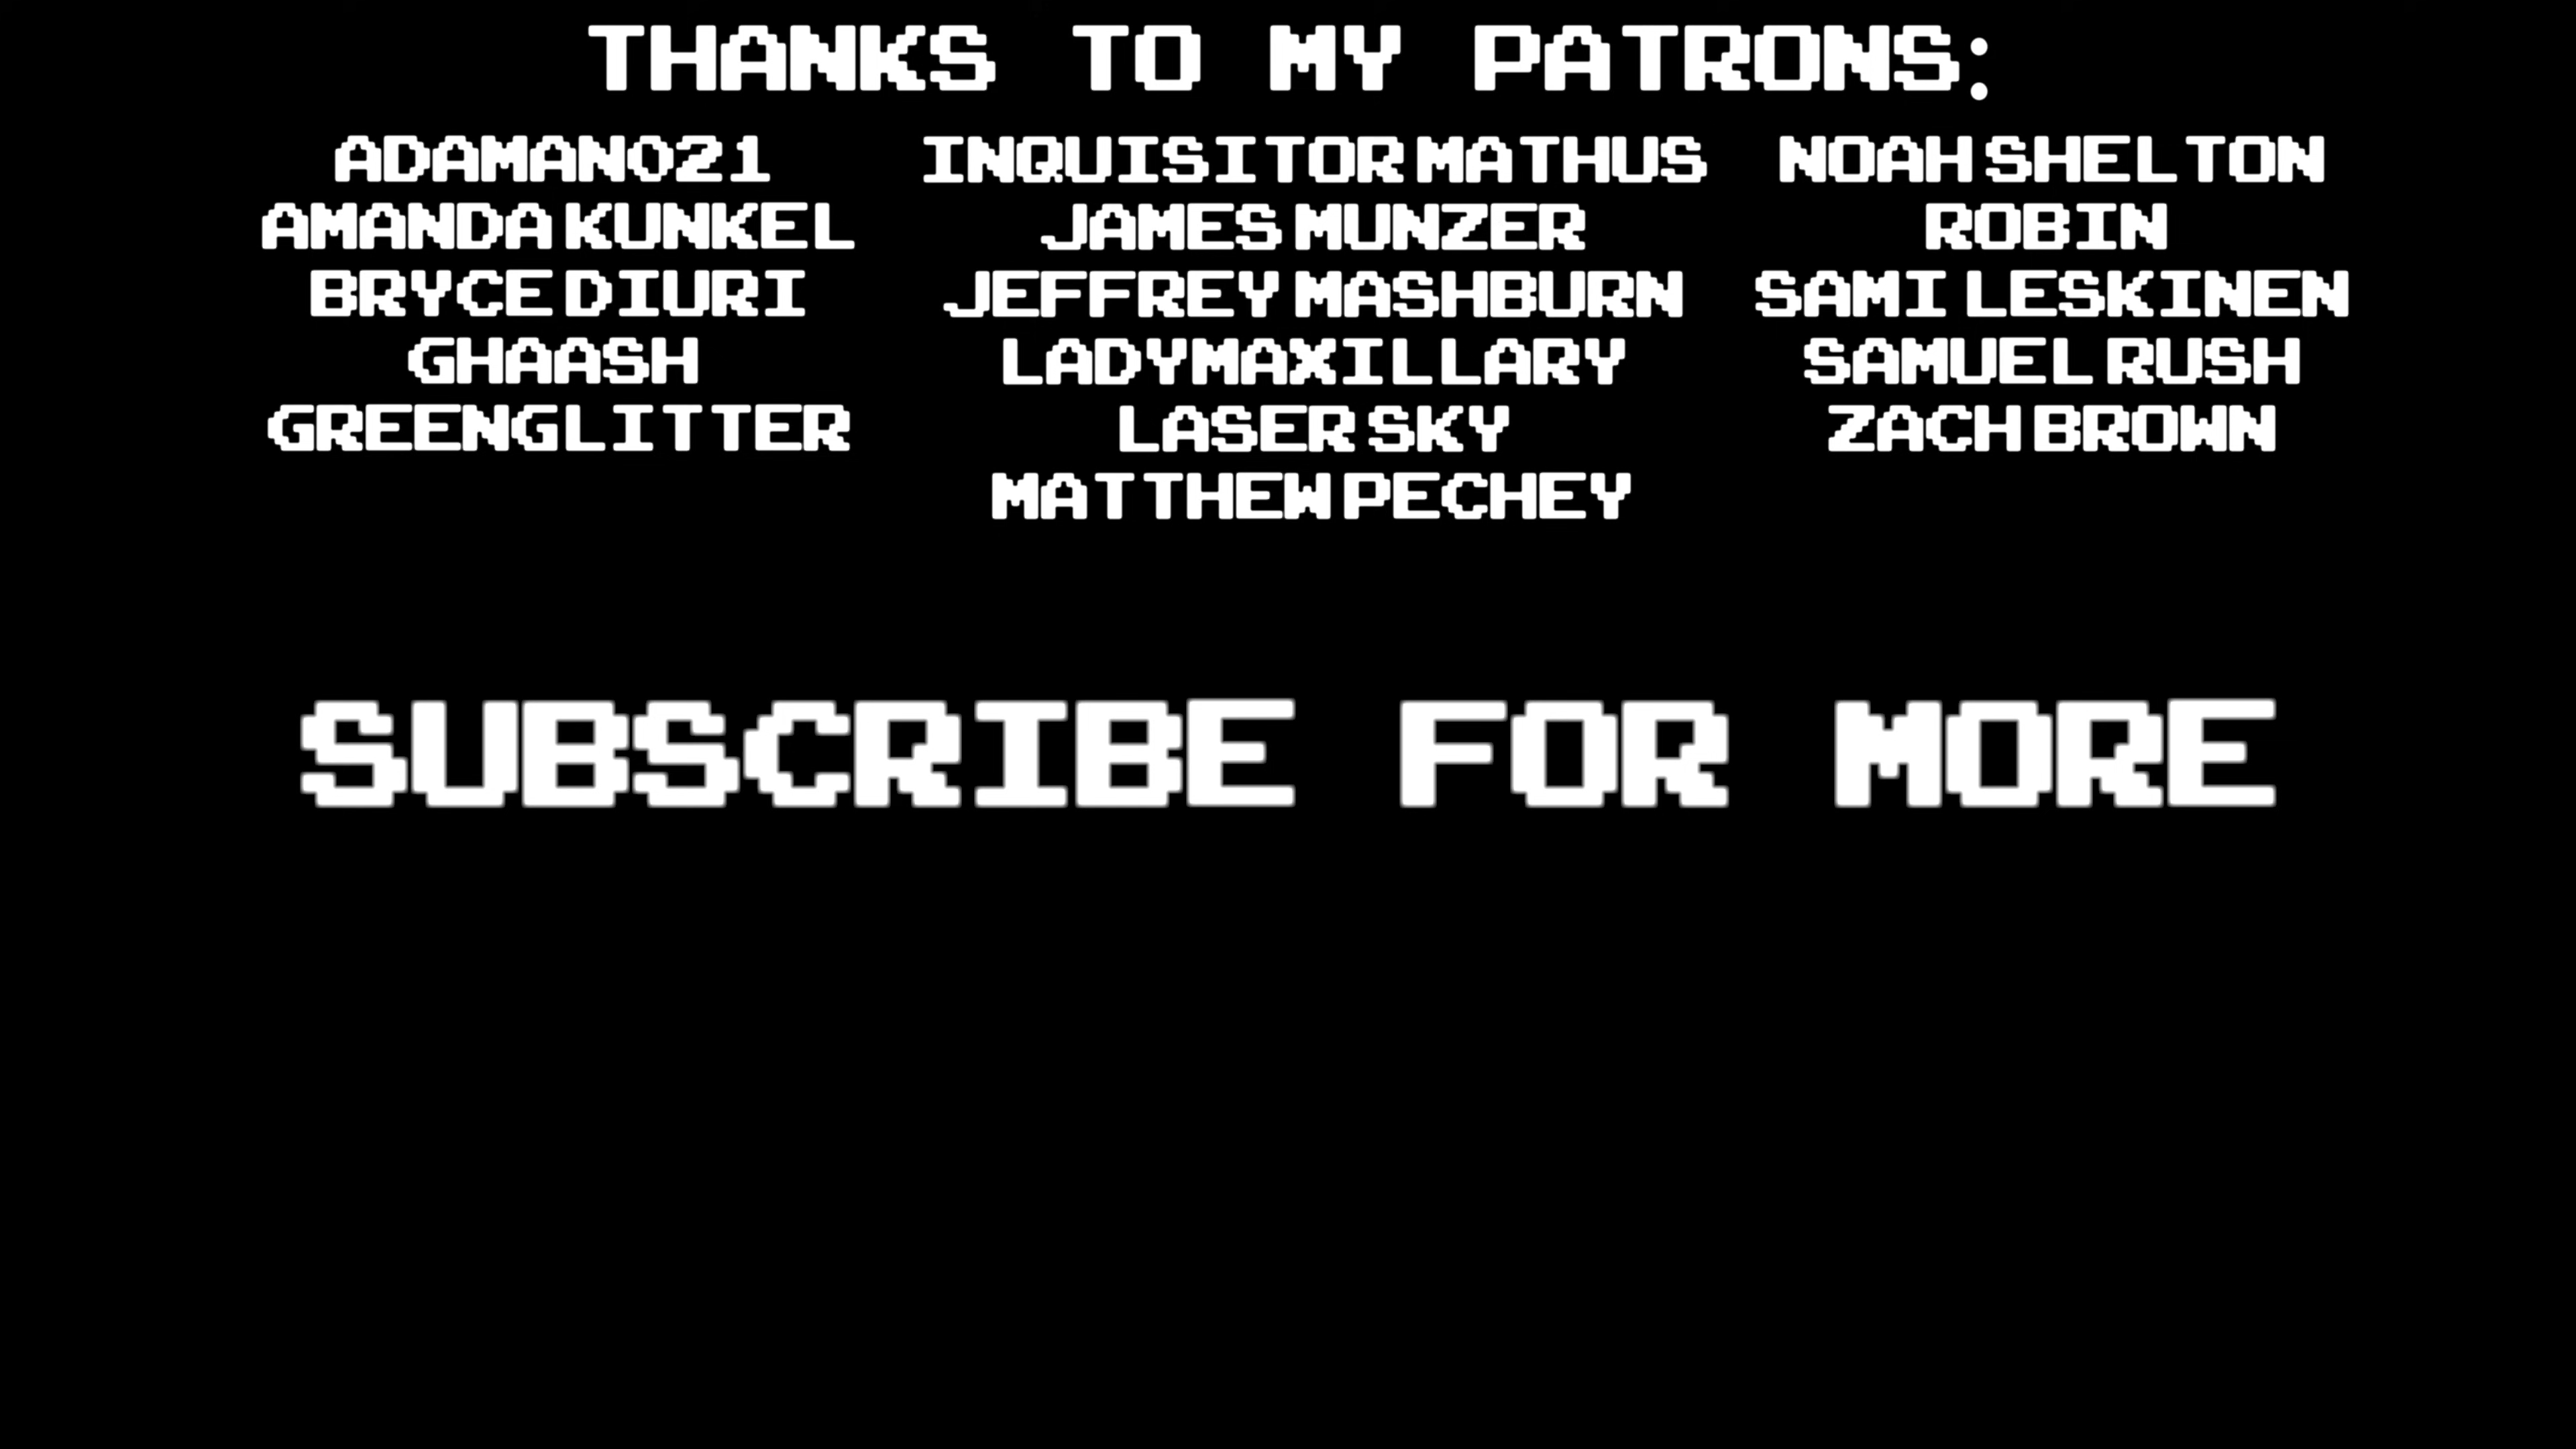 THANKS TO MY PATRONS:
ADAMAN021
AMANDA KUNKEL
BRYCE DIURI
GHAASH
GREENGLITTER
INQUISITOR MATHUS
JAMES MUNZER
JEFFREY MASHBURN
LADYMAXILLARY
LASER SKY
MATTHEW PECHEY
NOAH SHELTON
ROBIN
SAMI LESKINEN
SAMUEL RUSH
ZACH BROWN
SUBSCRIBE FOR MORE